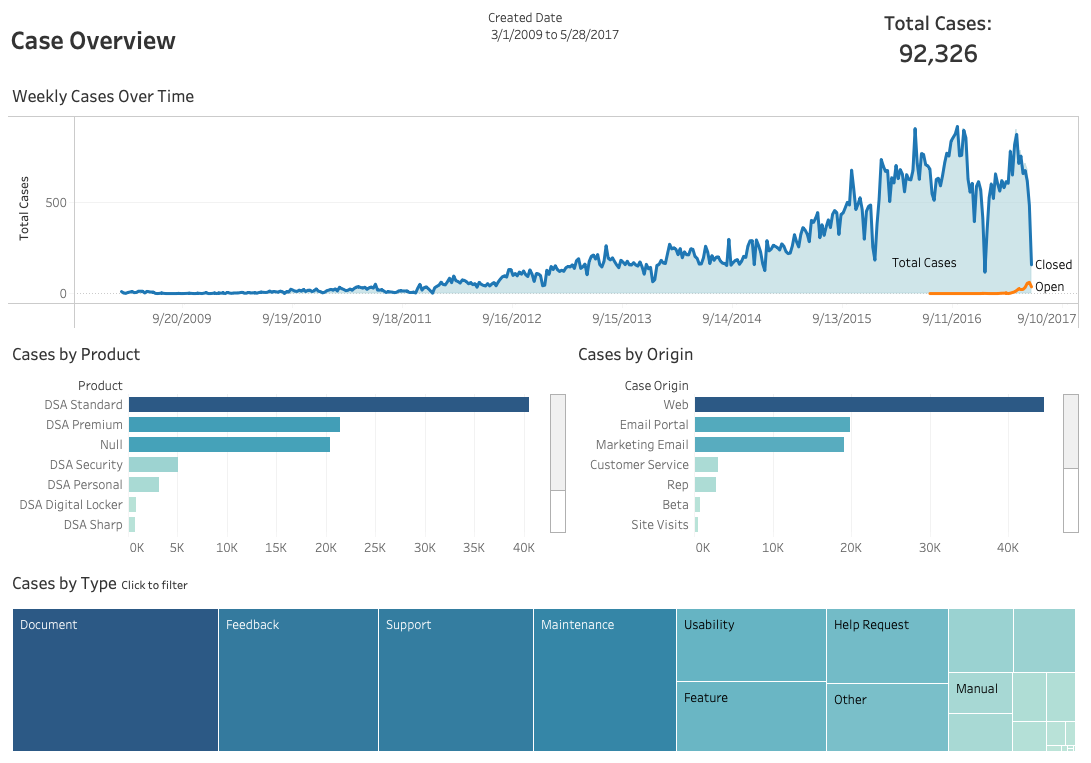 Case Overview
Created Date
3/1/2009 to 5/28/2017
Total Cases:
92,326
Weekly Cases Over Time
Total Cases
500
0
Total Cases
Closed
Open
9/20/2009
9/19/2010
9/18/2011
9/16/2012
9/15/2013
9/14/2014
9/13/2015
9/11/2016
9/10/2017
Cases by Product
Product
DSA Standard
DSA Premium
Null
DSA Security
DSA Personal
DSA Digital Locker
DSA Sharp
0K 5K 10K 15K 20K 25K 30K 35K 40K
Cases by Origin
Case Origin
Web
Email Portal
Marketing Email
Customer Service
Rep
Beta
Site Visits
0K 10K 20K 30K 40K
Cases by Type Click to filter
Document
Feedback
Support
Maintenance
Usability
Feature
Help Request
Other
Manual